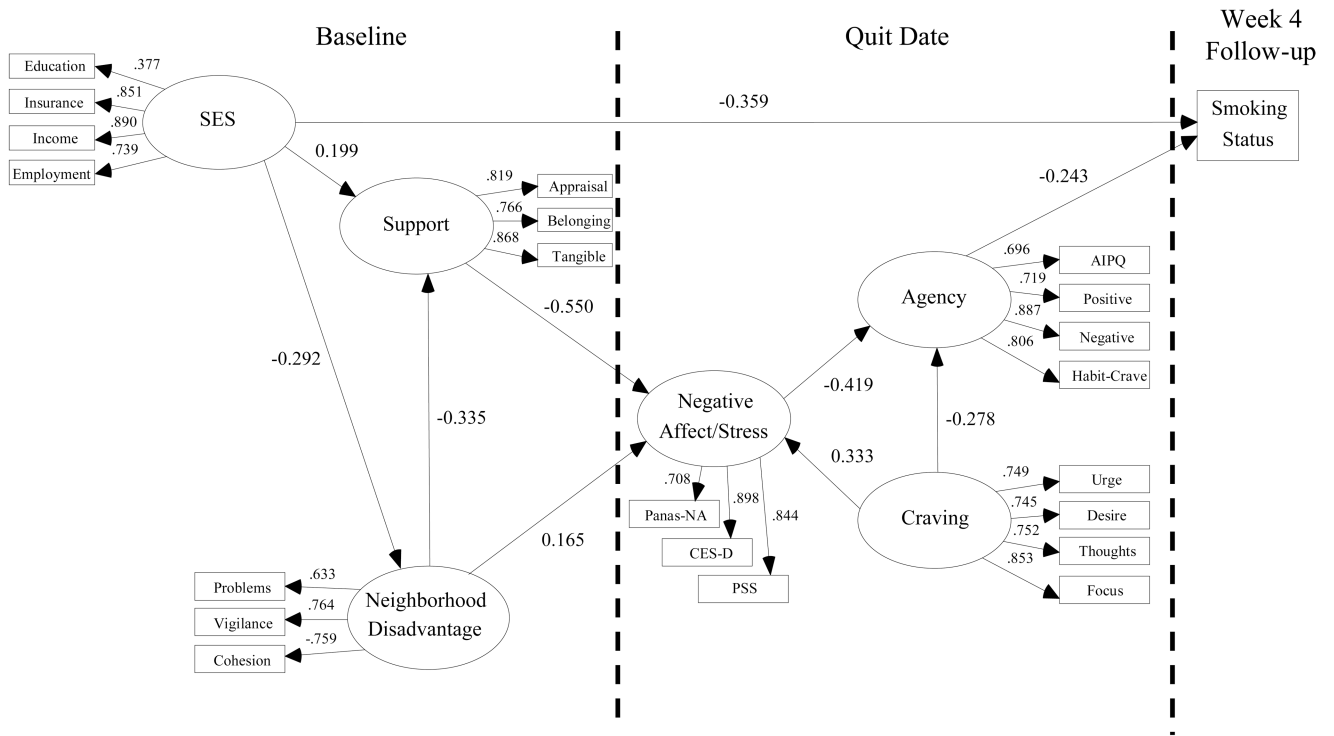 Baseline
Quit Date
Week 4
Follow-up
Education
.377
Insurance
.851
Income
.890
Employment
.739
SES
-0.359
Smoking
Status
0.199
Support
.819
Appraisal
.766
Belonging
.868
Tangible
-0.243
-0.292
-0.550
-0.335
Agency
.696
AIPQ
.719
Positive
.887
Negative
.806
Habit-Crave
Negative
Affect/Stress
-0.419
-0.278
0.333
0.165
.708
Panas-NA
.898
CES-D
.844
PSS
Craving
.749
Urge
.745
Desire
.752
Thoughts
.853
Focus
Neighborhood
Disadvantage
.633
Problems
.764
Vigilance
-.759
Cohesion